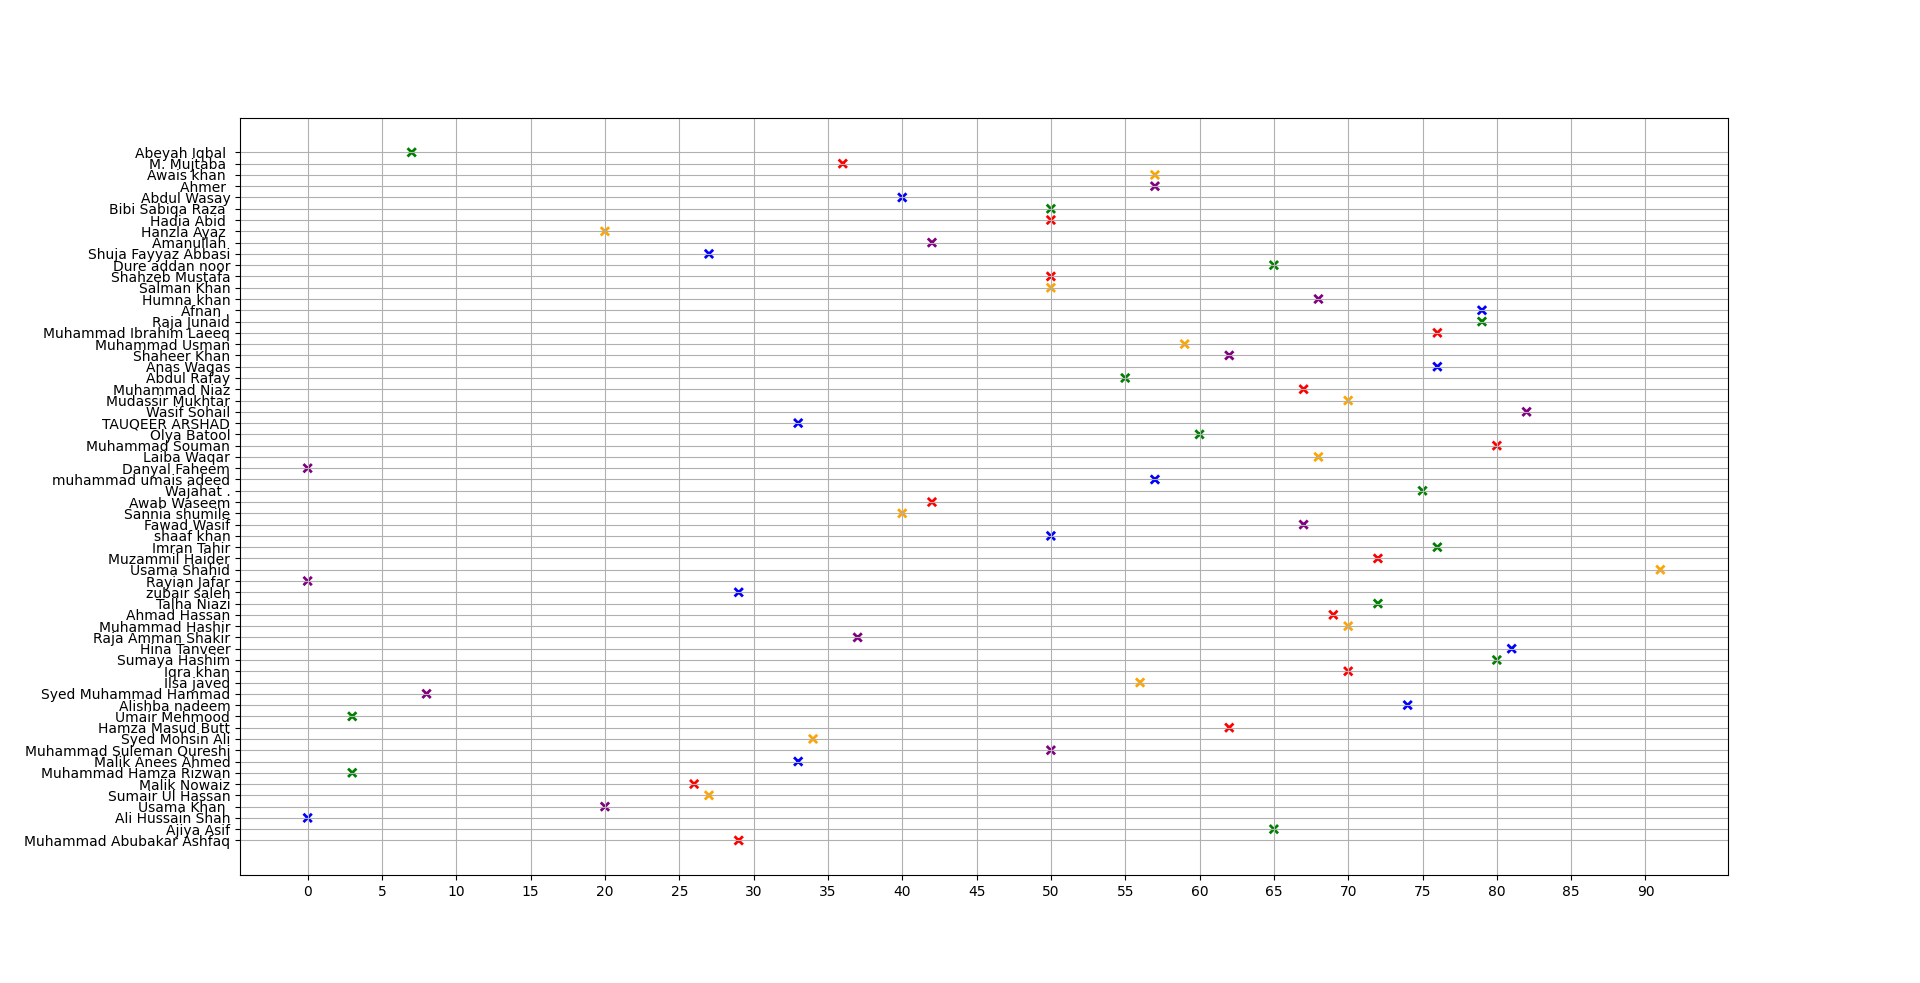 Abeyah Iqbal
M. Mujtaba
Awais khan
Ahmer
Abdul Wasay
Bibi Sabiqa Raza
Hadia Abid
Hanzla Ayaz
Amanullah
Shuja Fayyaz Abbasi
Dure addan noor
Shahzeb Mustafa
Salman Khan
Humna khan
Afnan
Raja Junaid
Muhammad Ibrahim Laeeq
Muhammad Usman
Shaheer Khan
Anas Waqas
Abdul Rafay
Muhammad Niaz
Mudassir Mukhtar
Wasif Sohail
TAUQEER ARSHAD
Olya Batool
Muhammad Souman
Laiba Waqar
Danyal Faheem
muhammad umais adeed
Wajahat .
Awab Waseem
Sannia shumile
Fawad Wasif
shaaf khan
Imran Tahir
Muzammil Haider
Usama Shahid
Rayian Jafar
zubair saleh
Talha Niazi
Ahmad Hassan
Muhammad Hashir
Raja Amman Shakir
Hina Tanveer
Sumaya Hashim
Iqra khan
Ilsa javed
Syed Muhammad Hammad
Alishba nadeem
Umair Mehmood
Hamza Masud Butt
Syed Mohsin Ali
Muhammad Suleman Qureshi
Malik Anees Ahmed
Muhammad Hamza Rizwan
Malik Nowaiz
Sumair Ul Hassan
Usama Khan
Ali Hussain Shah
Ajiya Asif
Muhammad Abubakar Ashfaq
0 5 10 15 20 25 30 35 40 45 50 55 60 65 70 75 80 85 90